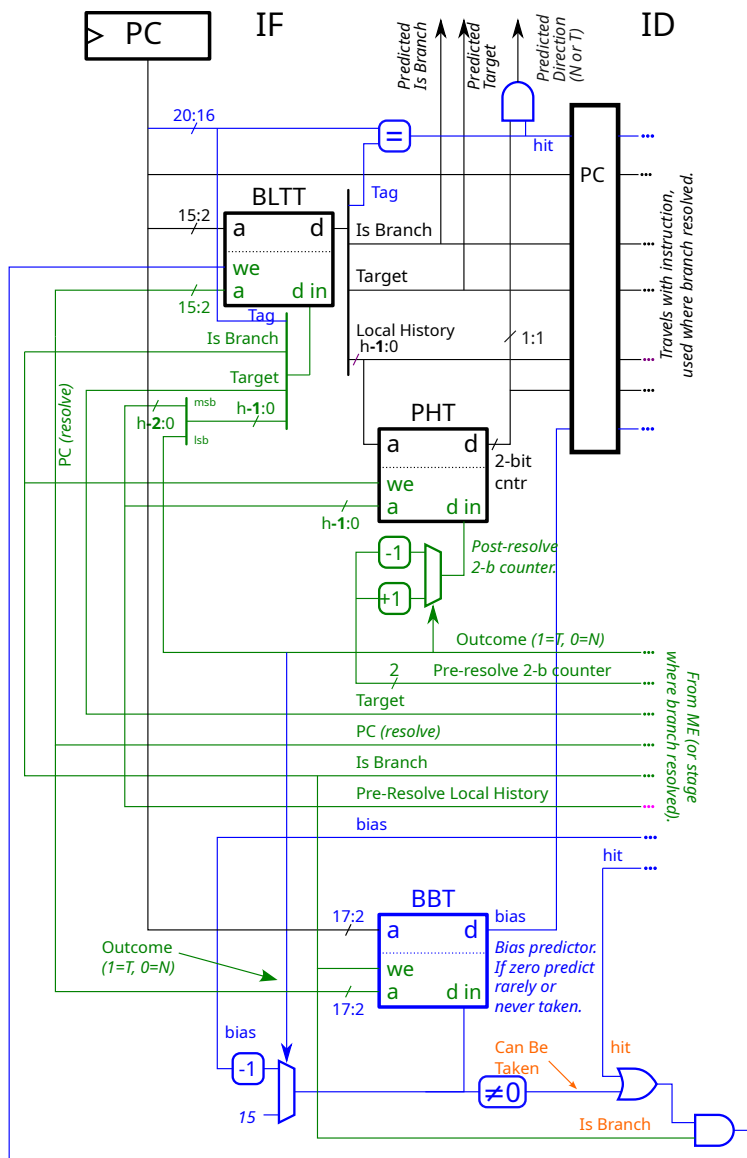 PC
IF
ID
Predicted
Is Branch
Predicted
Target
Predicted
Direction
(N or T)
20:16
=
hit
PC
Tag
BLTT
15:2
a
d
Is Branch
we
Target
a
d in
15:2
Tag
Is Branch
Local History
h-1:0
1:1
Travels with instruction,
used where branch resolved.
Target
msb
h-2:0
h-1:0
lsb
PC (resolve)
PHT
a
d
2-bit
cntr
we
a
d in
h-1:0
-1
+1
Post-resolve
2-b counter.
Outcome (1=T, 0=N)
2
Pre-resolve 2-b counter
Target
PC (resolve)
Is Branch
Pre-Resolve Local History
From ME (or stage
where branch resolved).
bias
hit
BBT
17:2
a
d
bias
Outcome
(1=T, 0=N)
we
a
d in
17:2
Bias predictor.
If zero predict
rarely or
never taken.
bias
-1
15
≠0
Can Be
Taken
hit
Is Branch